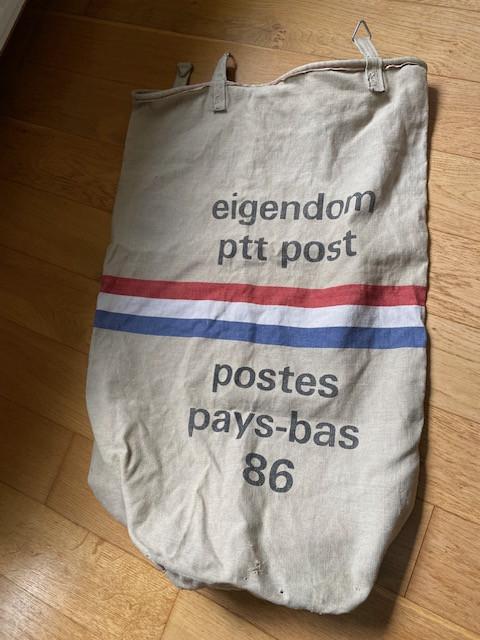 eigendom
ptt post
postes
pays-bas
86